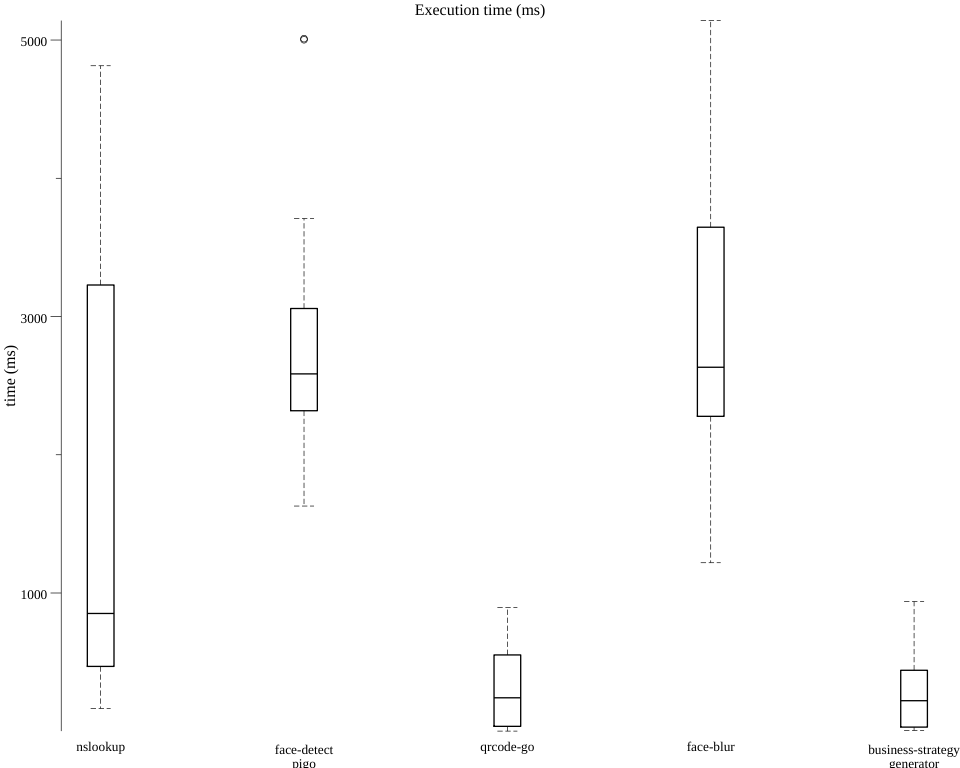 Execution time (ms)
5000
3000
1000
time (ms)
nslookup
face-detect
pigo
qrcode-go
face-blur
business-strategy
generator